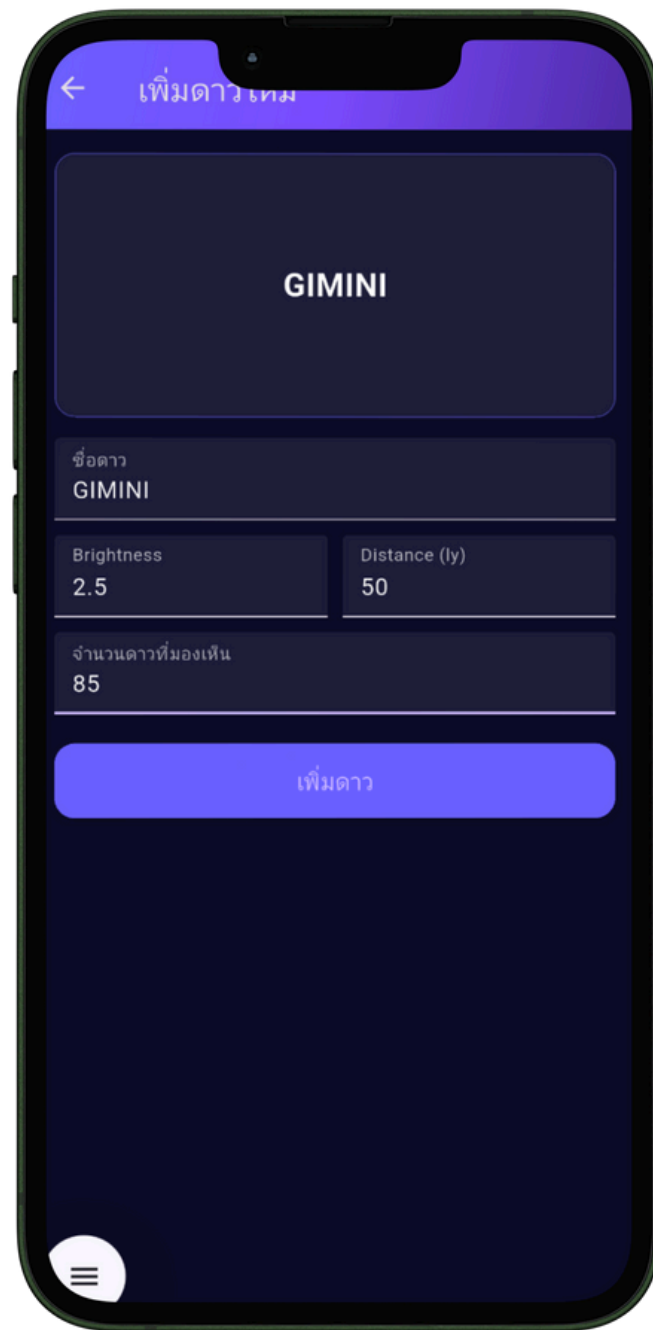 เพิ่มดาวใหม่
GIMINI
ชื่อดาว
GIMINI
Brightness
2.5
Distance (ly)
50
จำนวนดาวที่มองเห็น
85
เพิ่มดาว